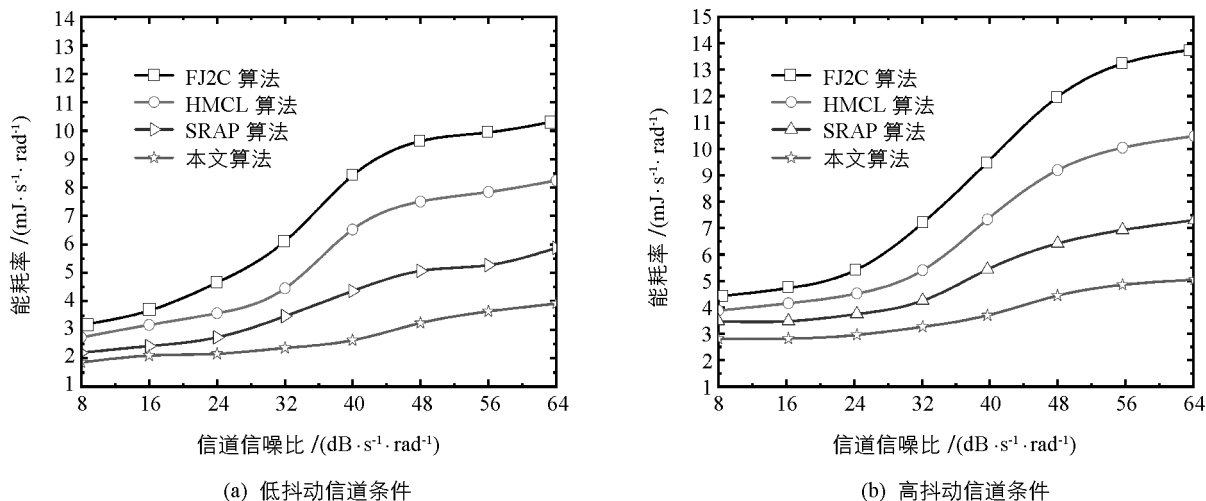 14
13
12
11
10
9
8
7
6
5
4
3
2
1
能耗率 /(mJ·s⁻¹·rad⁻¹)
FJ2C 算法
HMCL 算法
SRAP 算法
本文算法
8 16 24 32 40 48 56 64
信道信噪比 /(dB·s⁻¹·rad⁻¹)
(a) 低抖动信道条件
15
14
13
12
11
10
9
8
7
6
5
4
3
2
1
能耗率 /(mJ·s⁻¹·rad⁻¹)
FJ2C 算法
HMCL 算法
SRAP 算法
本文算法
8 16 24 32 40 48 56 64
信道信噪比 /(dB·s⁻¹·rad⁻¹)
(b) 高抖动信道条件